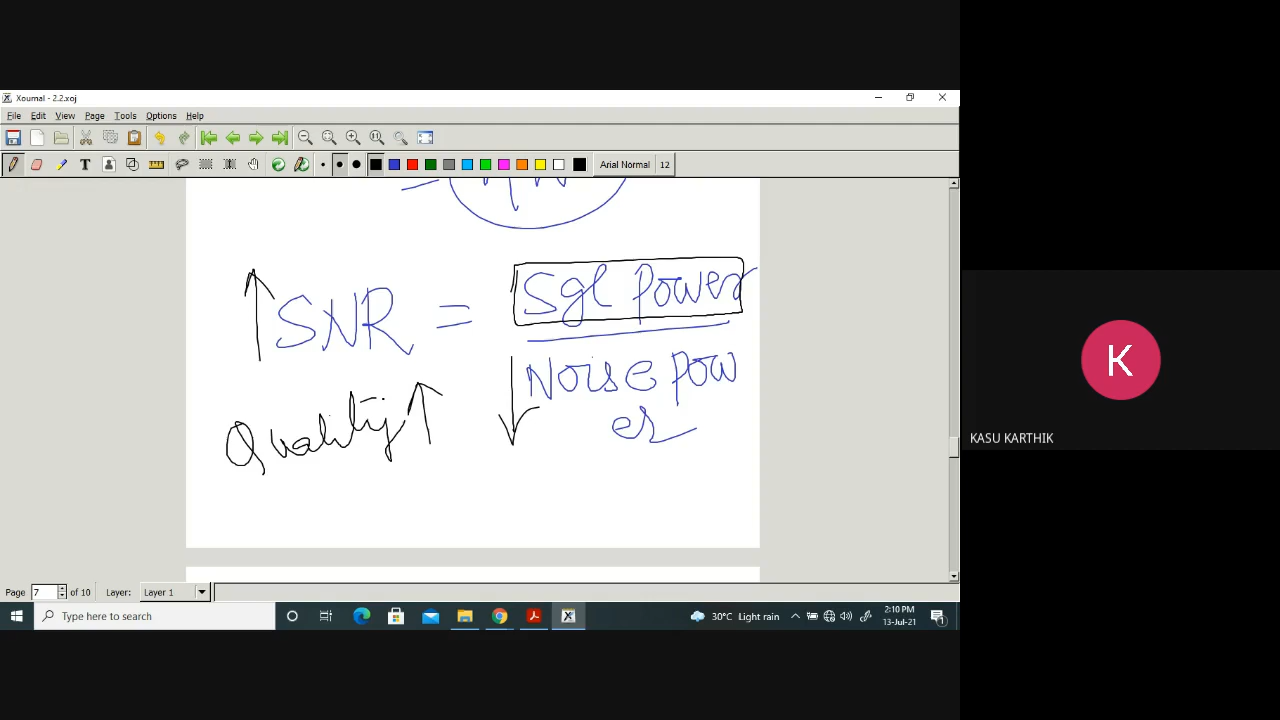 Xournal - 2.2.xoj
File Edit View Page Tools Options Help
Arial Normal 12
↑ SNR = Sgl Power
Noise Pow
er
Quality ↑ ↓
K
KASU KARTHIK
Page 7 of 10 Layer: Layer 1
Type here to search
30°C Light rain
2:10 PM
13-Jul-21
1